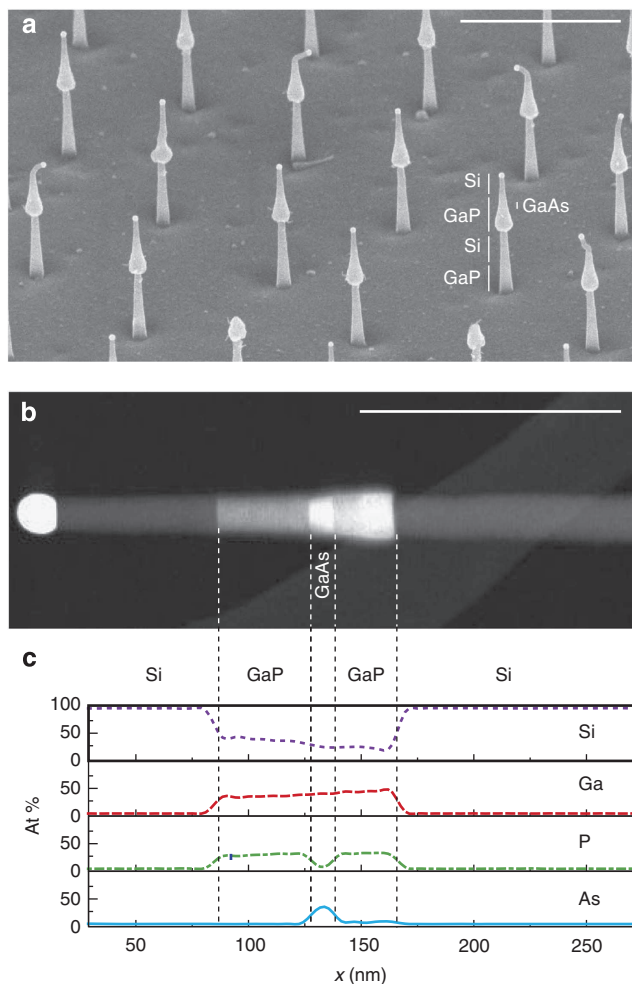 a
Si
GaAs
GaP
Si
GaP
b
GaAs
c
Si GaP GaP Si
100
50
0
Si
50
0
Ga
50
0
P
50
0
As
At %
50 100 150 200 250
x (nm)